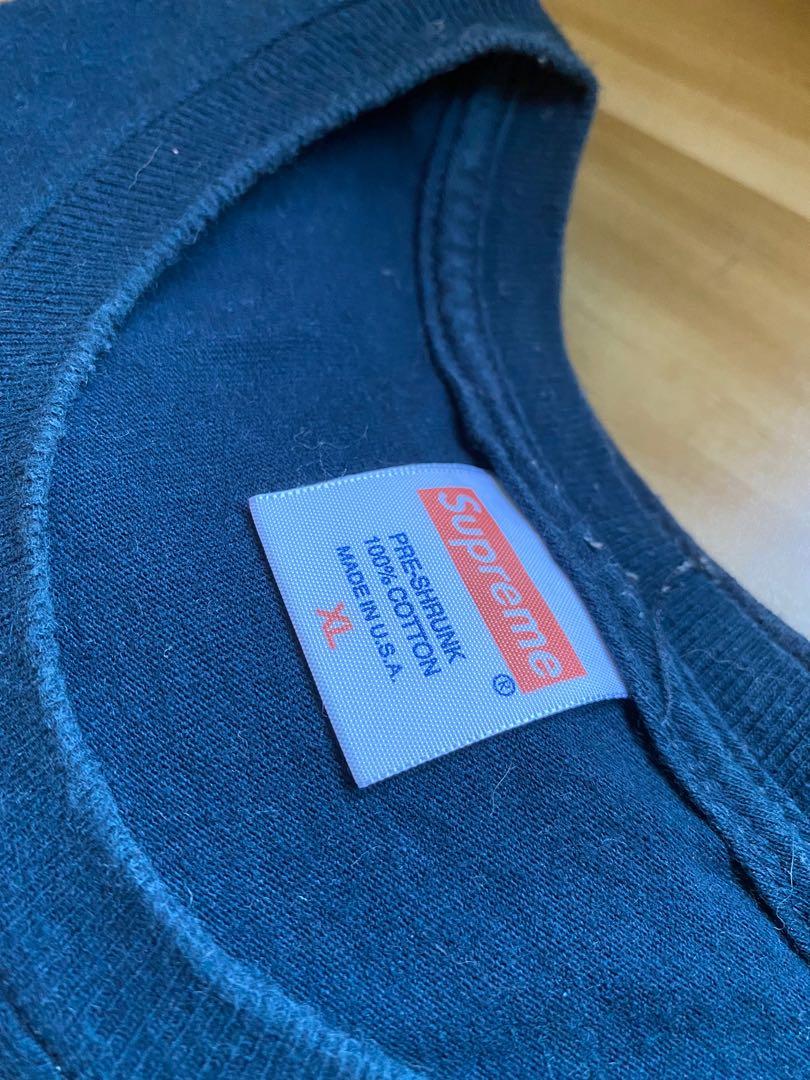 Supreme
®
PRE-SHRUNK
100% COTTON
MADE IN U.S.A.
XL